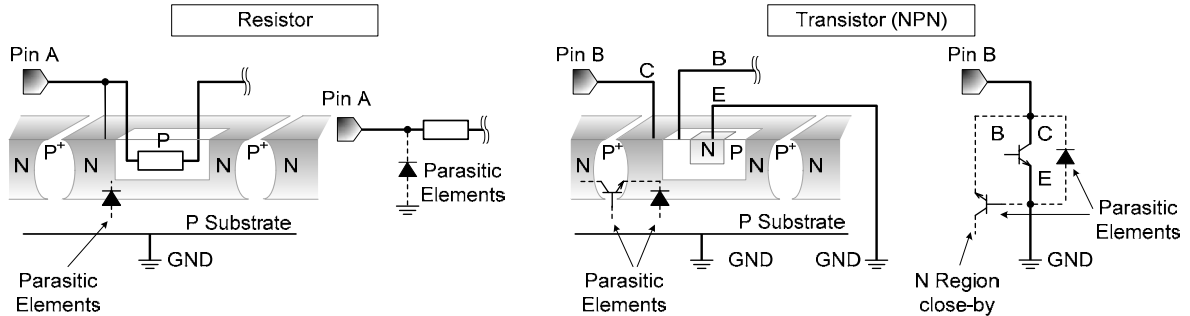 Resistor
Transistor (NPN)
Pin A
Pin B
Pin B
C
B
E
Pin A
N
P+
N
P
N
P+
N
Parasitic
Elements
N
P+
N
N
P
P+
N
B
C
E
Parasitic
Elements
P Substrate
GND
Parasitic
Elements
P Substrate
GND
GND
Parasitic
Elements
N Region
close-by
GND